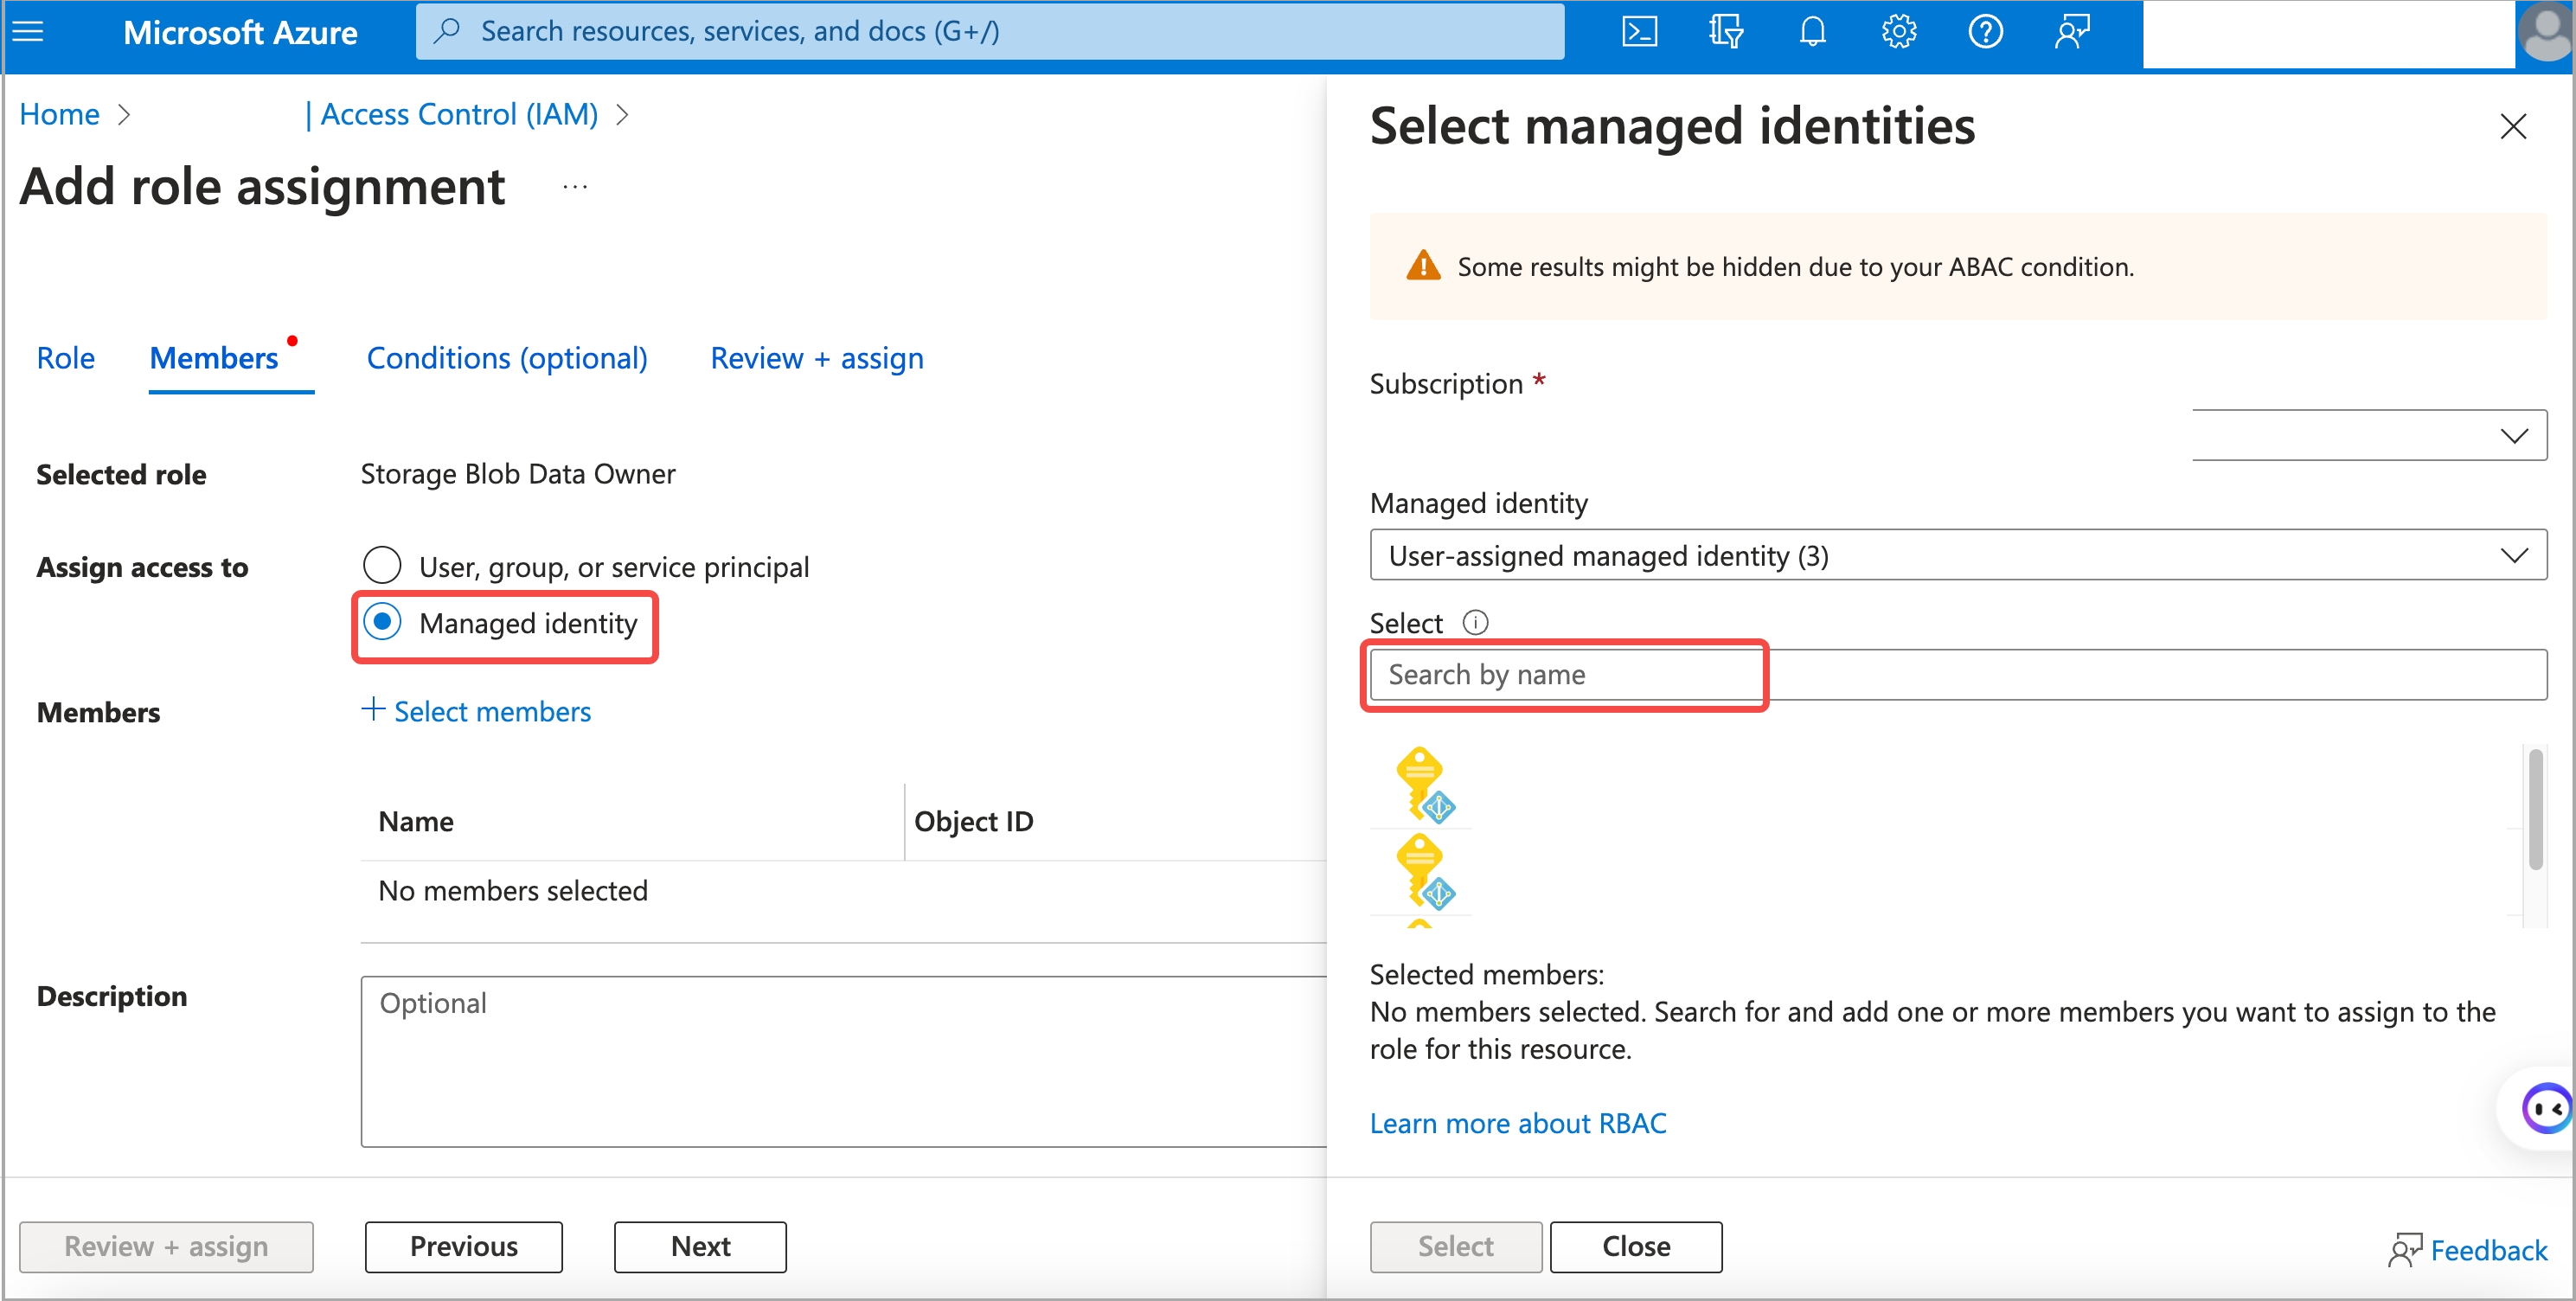 Microsoft Azure
Search resources, services, and docs (G+/)
Home
| Access Control (IAM)
Add role assignment
...
Role
Members
Conditions (optional)
Review + assign
Selected role
Storage Blob Data Owner
Assign access to
User, group, or service principal
Managed identity
Members
+ Select members
Name
Object ID
No members selected
Description
Optional
Review + assign
Previous
Next
Select managed identities
Some results might be hidden due to your ABAC condition.
Subscription *
Managed identity
User-assigned managed identity (3)
Select
Search by name
Selected members:
No members selected. Search for and add one or more members you want to assign to the
role for this resource.
Learn more about RBAC
Select
Close
Feedback